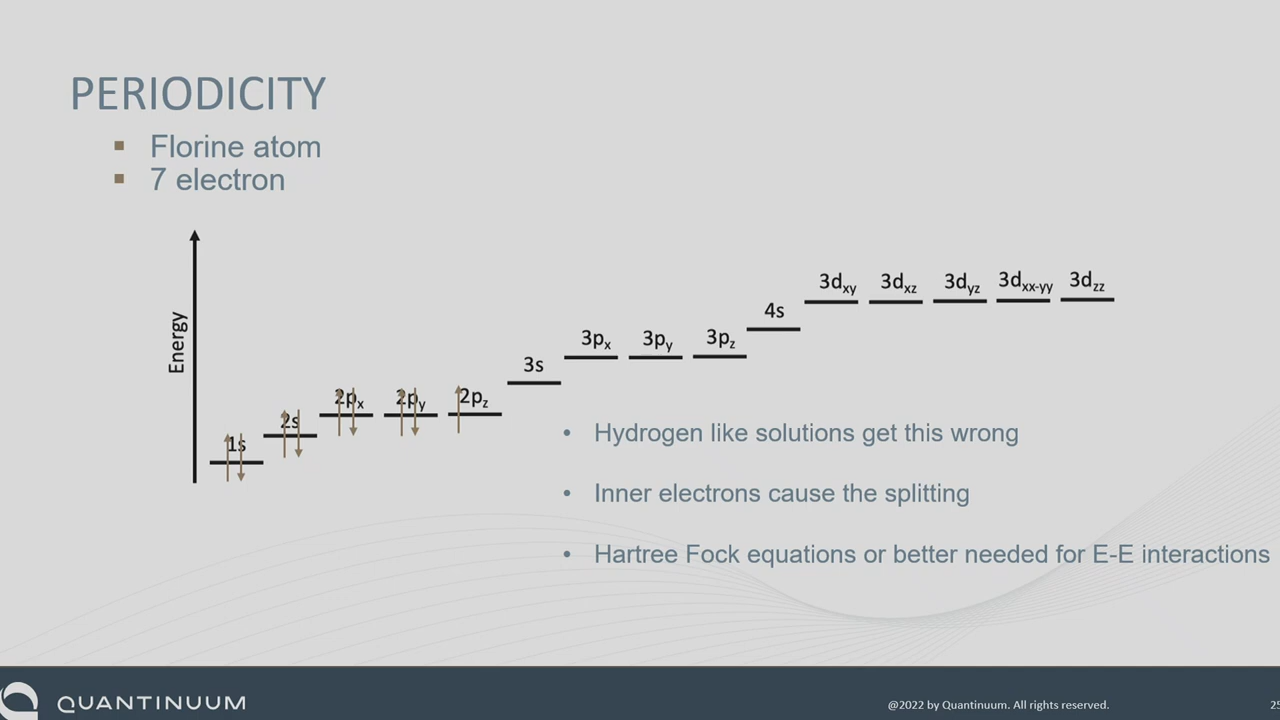 PERIODICITY
▪ Florine atom
▪ 7 electron
Energy
1s
2s
2px
2py
2pz
3s
3px
3py
3pz
4s
3dxy
3dxz
3dyz
3dxx-yy
3dzz
• Hydrogen like solutions get this wrong
• Inner electrons cause the splitting
• Hartree Fock equations or better needed for E-E interactions
QUANTINUUM
@2022 by Quantinuum. All rights reserved.